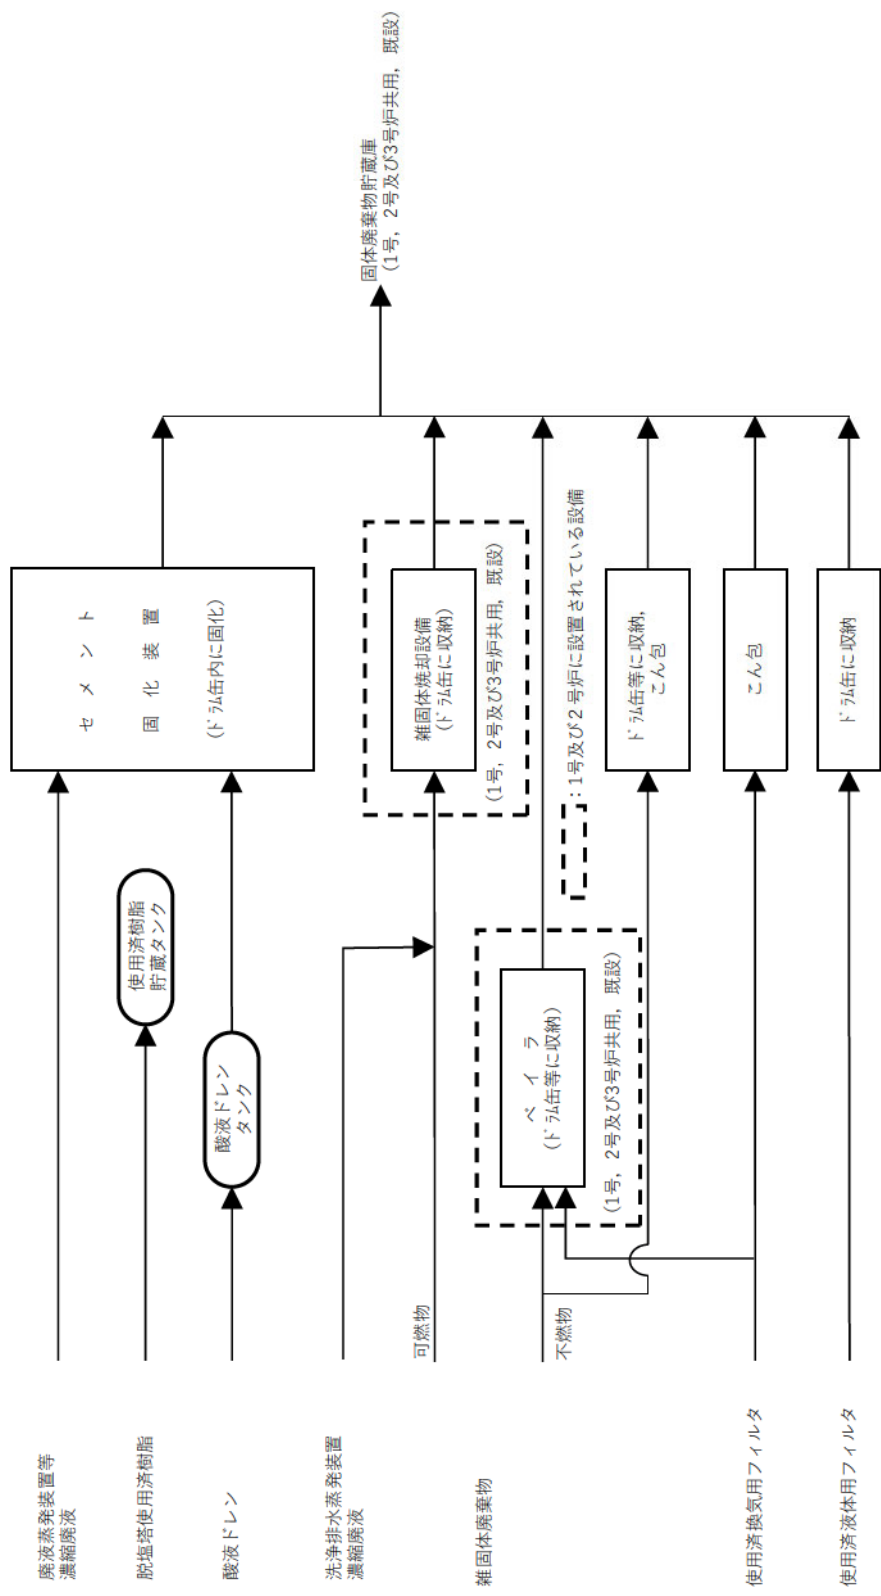 廃液蒸発装置等
濃縮廃液
脱塩塔使用済樹脂
酸液ドレン
洗浄排水蒸発装置
濃縮廃液
雑固体廃棄物
使用済換気用フィルタ
使用済液体用フィルタ
可燃物
不燃物
使用済樹脂
貯蔵タンク
酸液ドレン
タンク
ベイラ
(ﾄﾞﾗﾑ缶等に収納)
(1号，2号及び3号炉共用，既設)
：1号及び２号炉に設置されている設備
セメント
固化装置
(ﾄﾞﾗﾑ缶内に固化)
雑固体焼却設備
(ﾄﾞﾗﾑ缶に収納)
(1号，2号及び3号炉共用，既設)
ﾄﾞﾗﾑ缶等に収納，
こん包
こん包
ﾄﾞﾗﾑ缶に収納
固体廃棄物貯蔵庫
(1号，2号及び3号炉共用，既設)